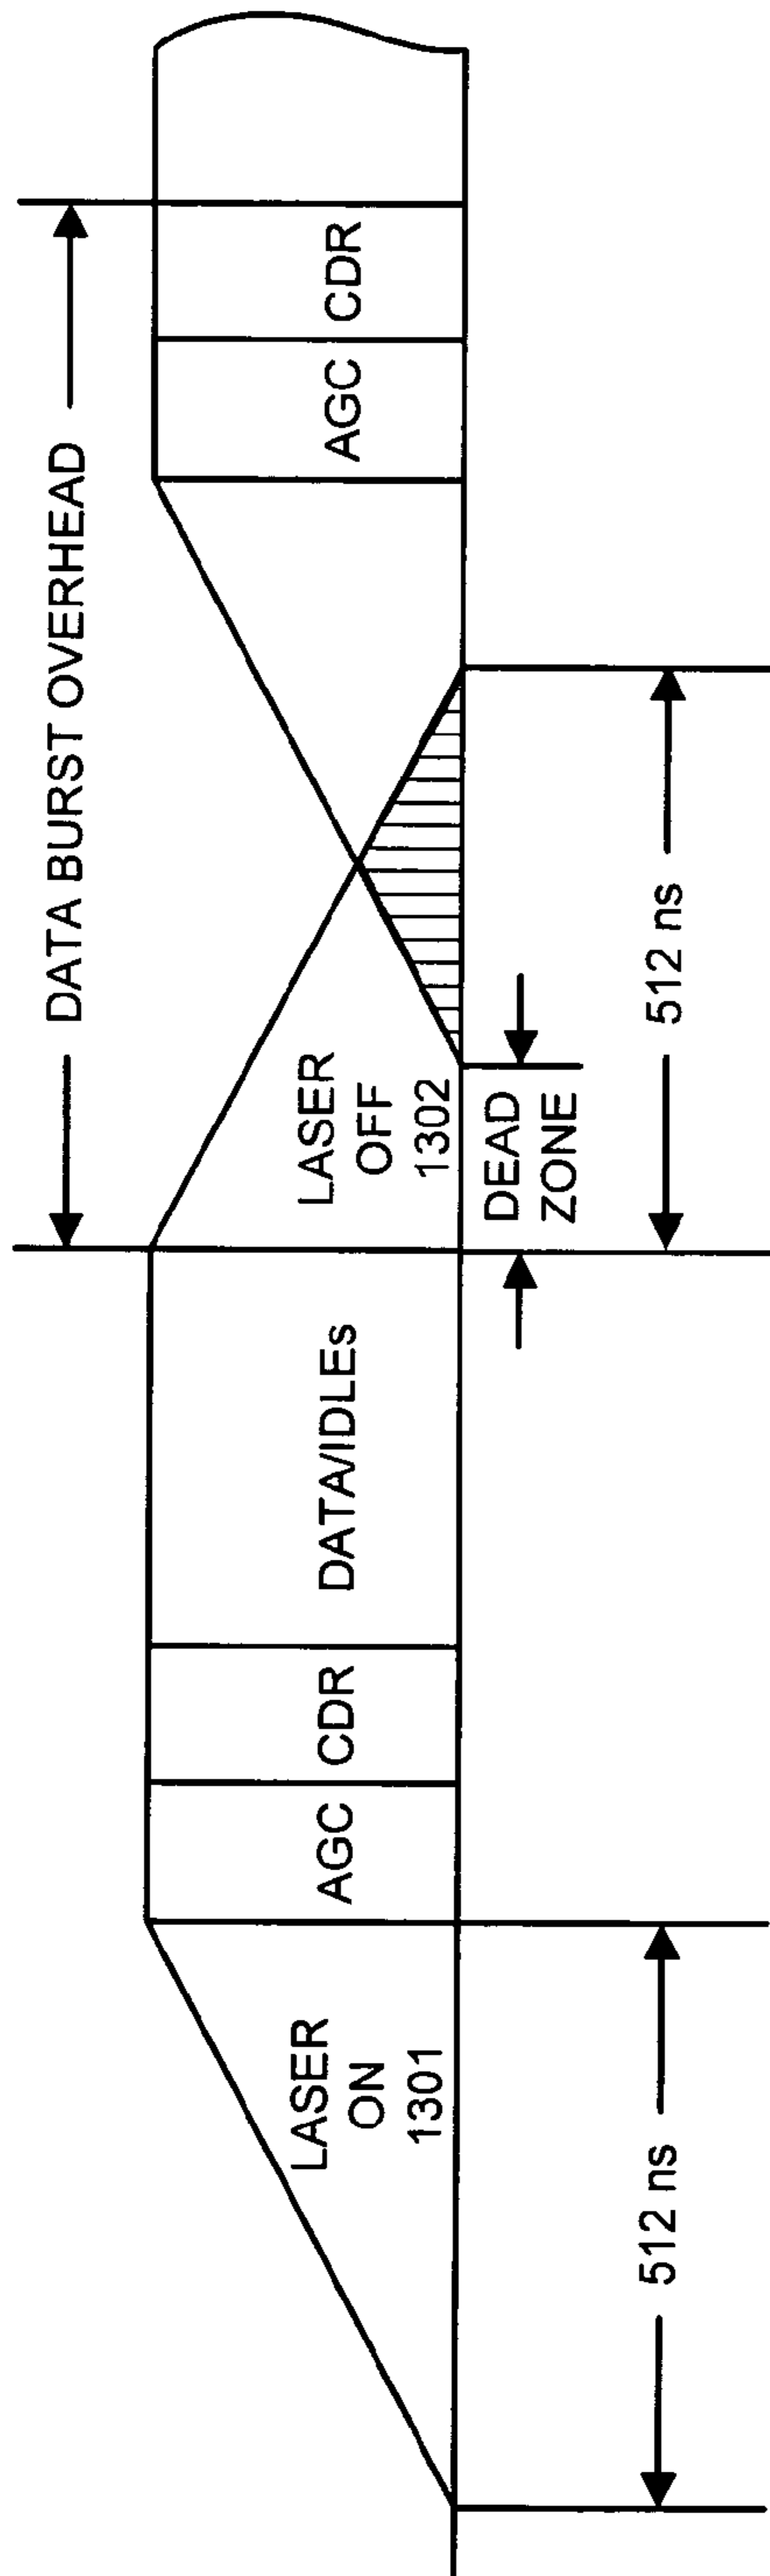 DATA BURST OVERHEAD
LASER
ON
1301
AGC
CDR
DATA/IDLEs
LASER
OFF
1302
AGC
CDR
DEAD
ZONE
512 ns
512 ns